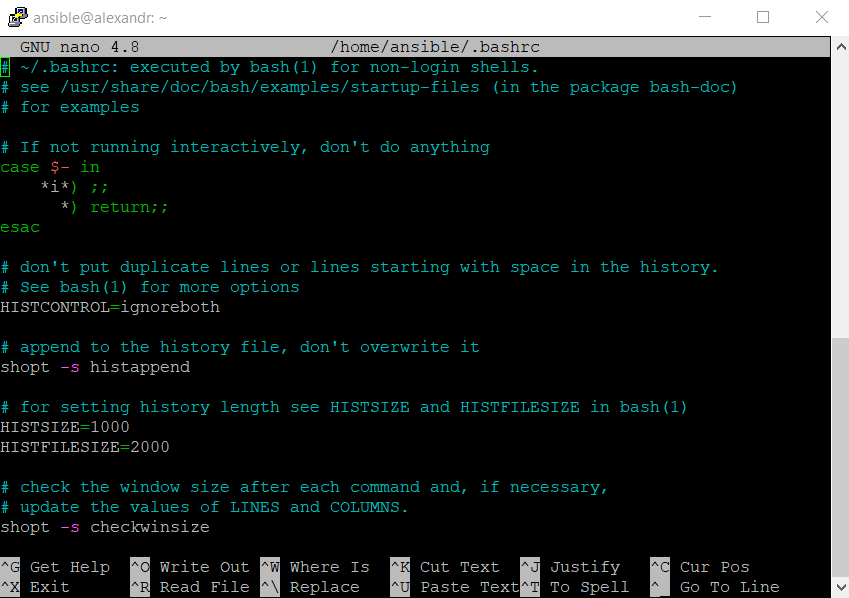 ansible@alexandr: ~
GNU nano 4.8 /home/ansible/.bashrc
# ~/.bashrc: executed by bash(1) for non-login shells.
# see /usr/share/doc/bash/examples/startup-files (in the package bash-doc)
# for examples
# If not running interactively, don't do anything
case $- in
*i*) ;;
*) return;;
esac
# don't put duplicate lines or lines starting with space in the history.
# See bash(1) for more options
HISTCONTROL=ignoreboth
# append to the history file, don't overwrite it
shopt -s histappend
# for setting history length see HISTSIZE and HISTFILESIZE in bash(1)
HISTSIZE=1000
HISTFILESIZE=2000
# check the window size after each command and, if necessary,
# update the values of LINES and COLUMNS.
shopt -s checkwinsize
^G Get Help ^O Write Out ^W Where Is ^K Cut Text ^J Justify ^C Cur Pos
^X Exit ^R Read File ^\ Replace ^U Paste Text ^T To Spell ^_ Go To Line